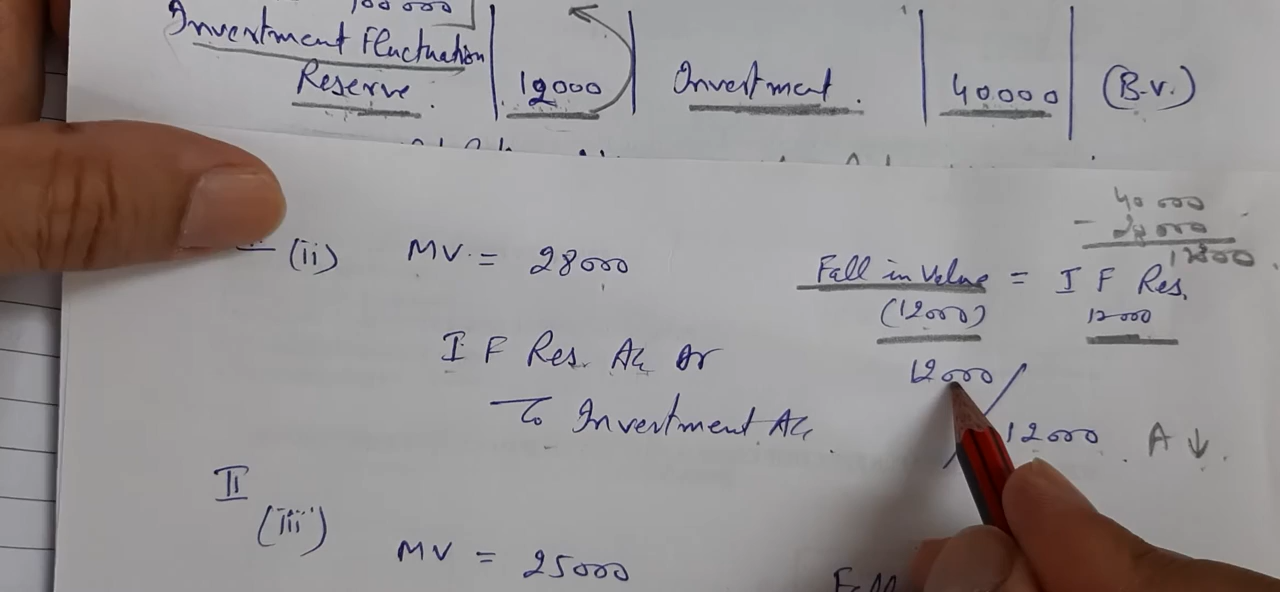 100000
Investment Fluctuation
Reserve. 12000 Investment. 40000 (B.V.)
40000
- 28000
12000.
(ii) MV. = 28000 Fall in Value = I F Res.
(12000) 12000
I F Res. A/c Dr 12000
To Investment A/c. 12000. A ↓.
II
(iii)
MV = 25000